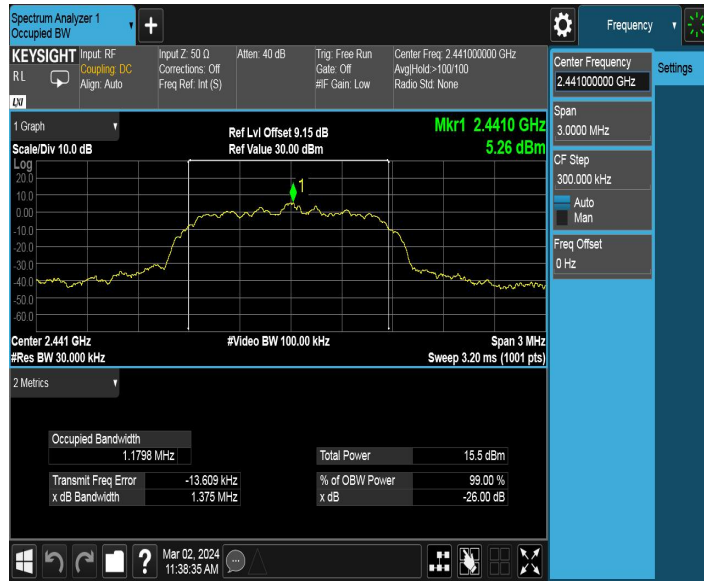 Spectrum Analyzer 1
Occupied BW
+
Frequency
KEYSIGHT
RL
LXI
Input: RF
Coupling: DC
Align: Auto
Input Z: 50 Ω
Corrections: Off
Freq Ref: Int (S)
Atten: 40 dB
Trig: Free Run
Gate: Off
#IF Gain: Low
Center Freq: 2.441000000 GHz
Avg|Hold:>100/100
Radio Std: None
Center Frequency
2.441000000 GHz
Settings
Span
3.0000 MHz
CF Step
300.000 kHz
Auto
Man
Freq Offset
0 Hz
1 Graph
Scale/Div 10.0 dB
Ref Lvl Offset 9.15 dB
Ref Value 30.00 dBm
Mkr1 2.4410 GHz
5.26 dBm
Log
20.0
10.0
0.00
-10.0
-20.0
-30.0
-40.0
-50.0
-60.0
1
Center 2.441 GHz
#Video BW 100.00 kHz
Span 3 MHz
#Res BW 30.000 kHz
Sweep 3.20 ms (1001 pts)
2 Metrics
Occupied Bandwidth
1.1798 MHz
Total Power 15.5 dBm
Transmit Freq Error -13.609 kHz
% of OBW Power 99.00 %
x dB Bandwidth 1.375 MHz
x dB -26.00 dB
?
Mar 02, 2024
11:38:35 AM